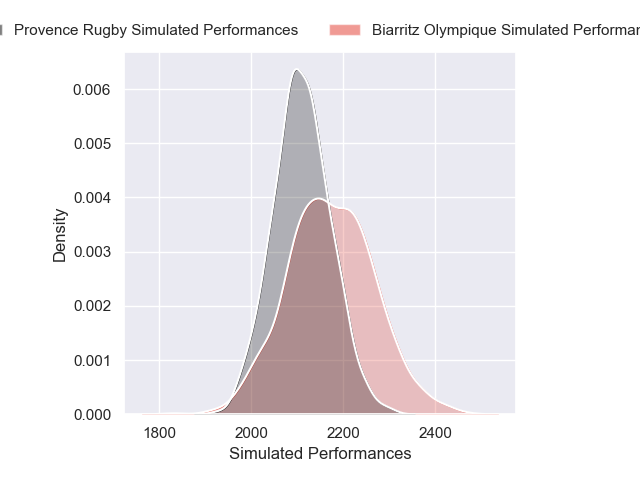 Provence Rugby Simulated Performances
Biarritz Olympique Simulated
0.006
0.005
0.004
0.003
0.002
0.001
0.000
Density
1800 2000 2200 2400
Simulated Performances